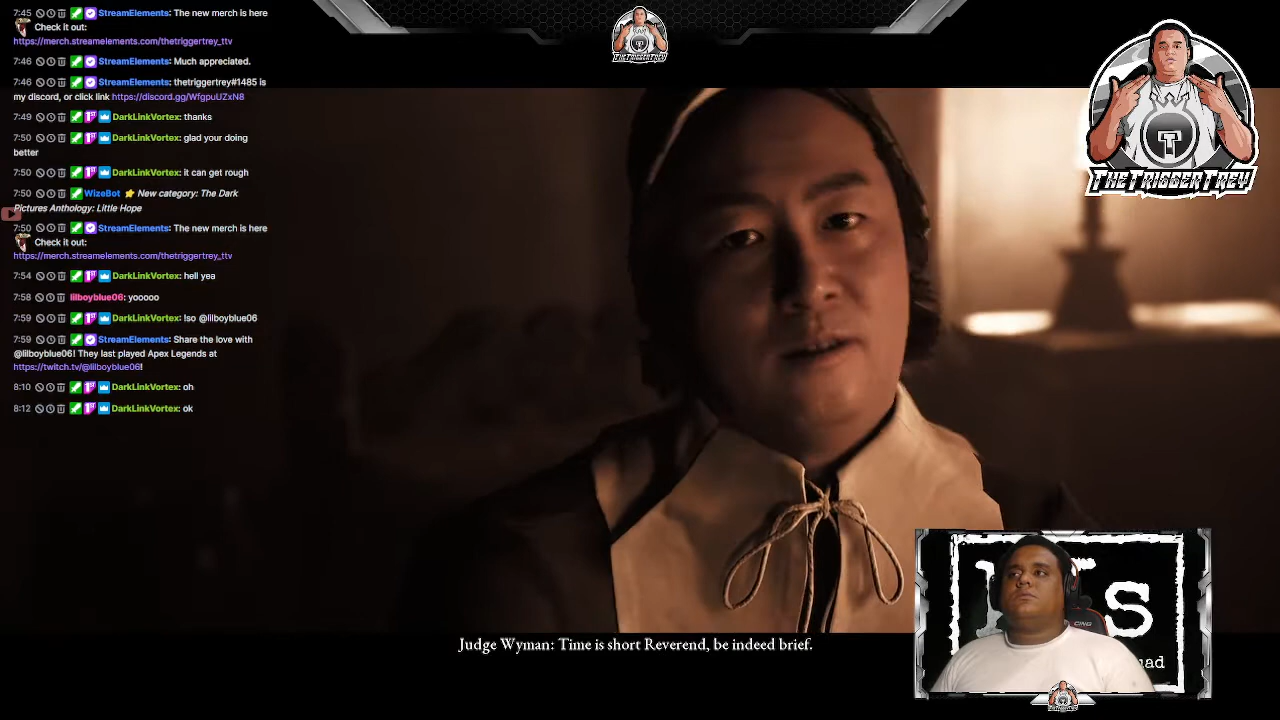 7:45 StreamElements: The new merch is here
Check it out:
https://merch.streamelements.com/thetriggertrey_ttv
7:46 StreamElements: Much appreciated.
7:46 StreamElements: thetriggertrey#1485 is
my discord, or click link https://discord.gg/WfgpuUZxN8
7:49 DarkLinkVortex: thanks
7:50 DarkLinkVortex: glad your doing
better
7:50 DarkLinkVortex: it can get rough
7:50 WizeBot New category: The Dark
Pictures Anthology: Little Hope
7:50 StreamElements: The new merch is here
Check it out:
https://merch.streamelements.com/thetriggertrey_ttv
7:54 DarkLinkVortex: hell yea
7:58 lilboyblue06: yooooo
7:59 DarkLinkVortex: !so @lilboyblue06
7:59 StreamElements: Share the love with
@lilboyblue06! They last played Apex Legends at
https://twitch.tv/@lilboyblue06!
8:10 DarkLinkVortex: oh
8:12 DarkLinkVortex: ok
TheTriggerTrey
T
TheTriggerTrey
Judge Wyman: Time is short Reverend, be indeed brief.